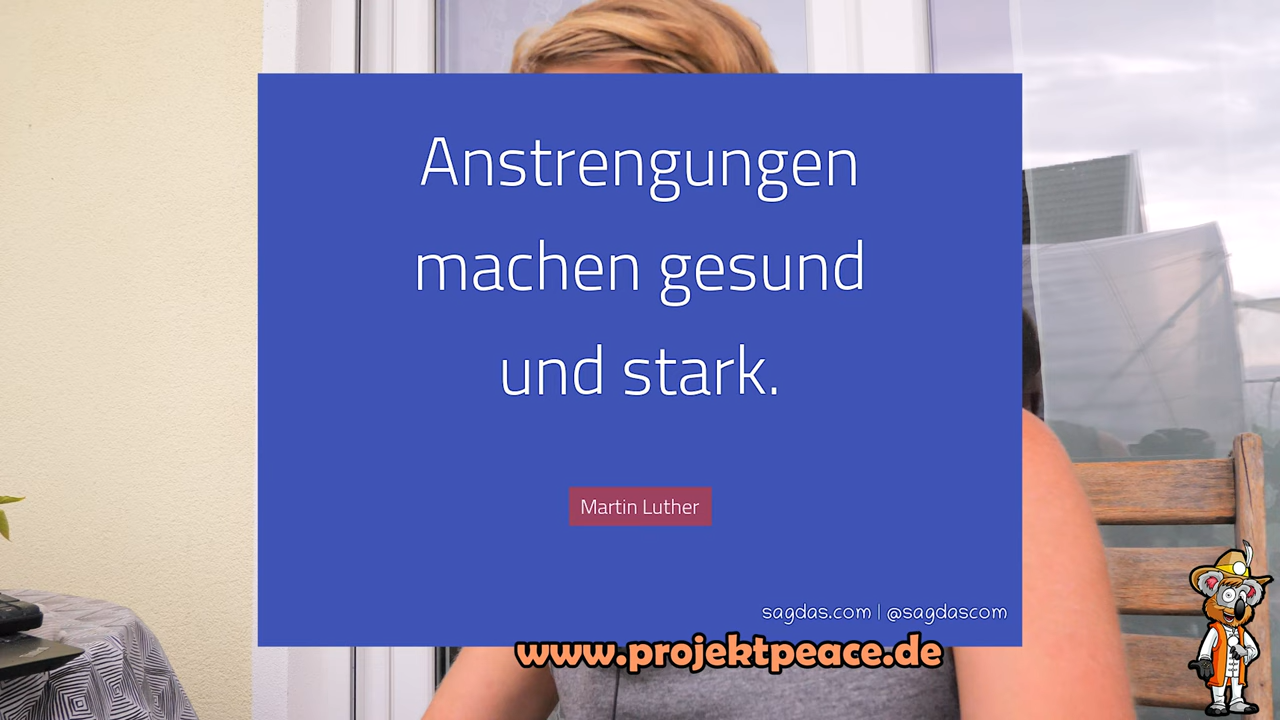 Anstrengungen
machen gesund
und stark.
Martin Luther
sagdas.com | @sagdascom
www.projektpeace.de